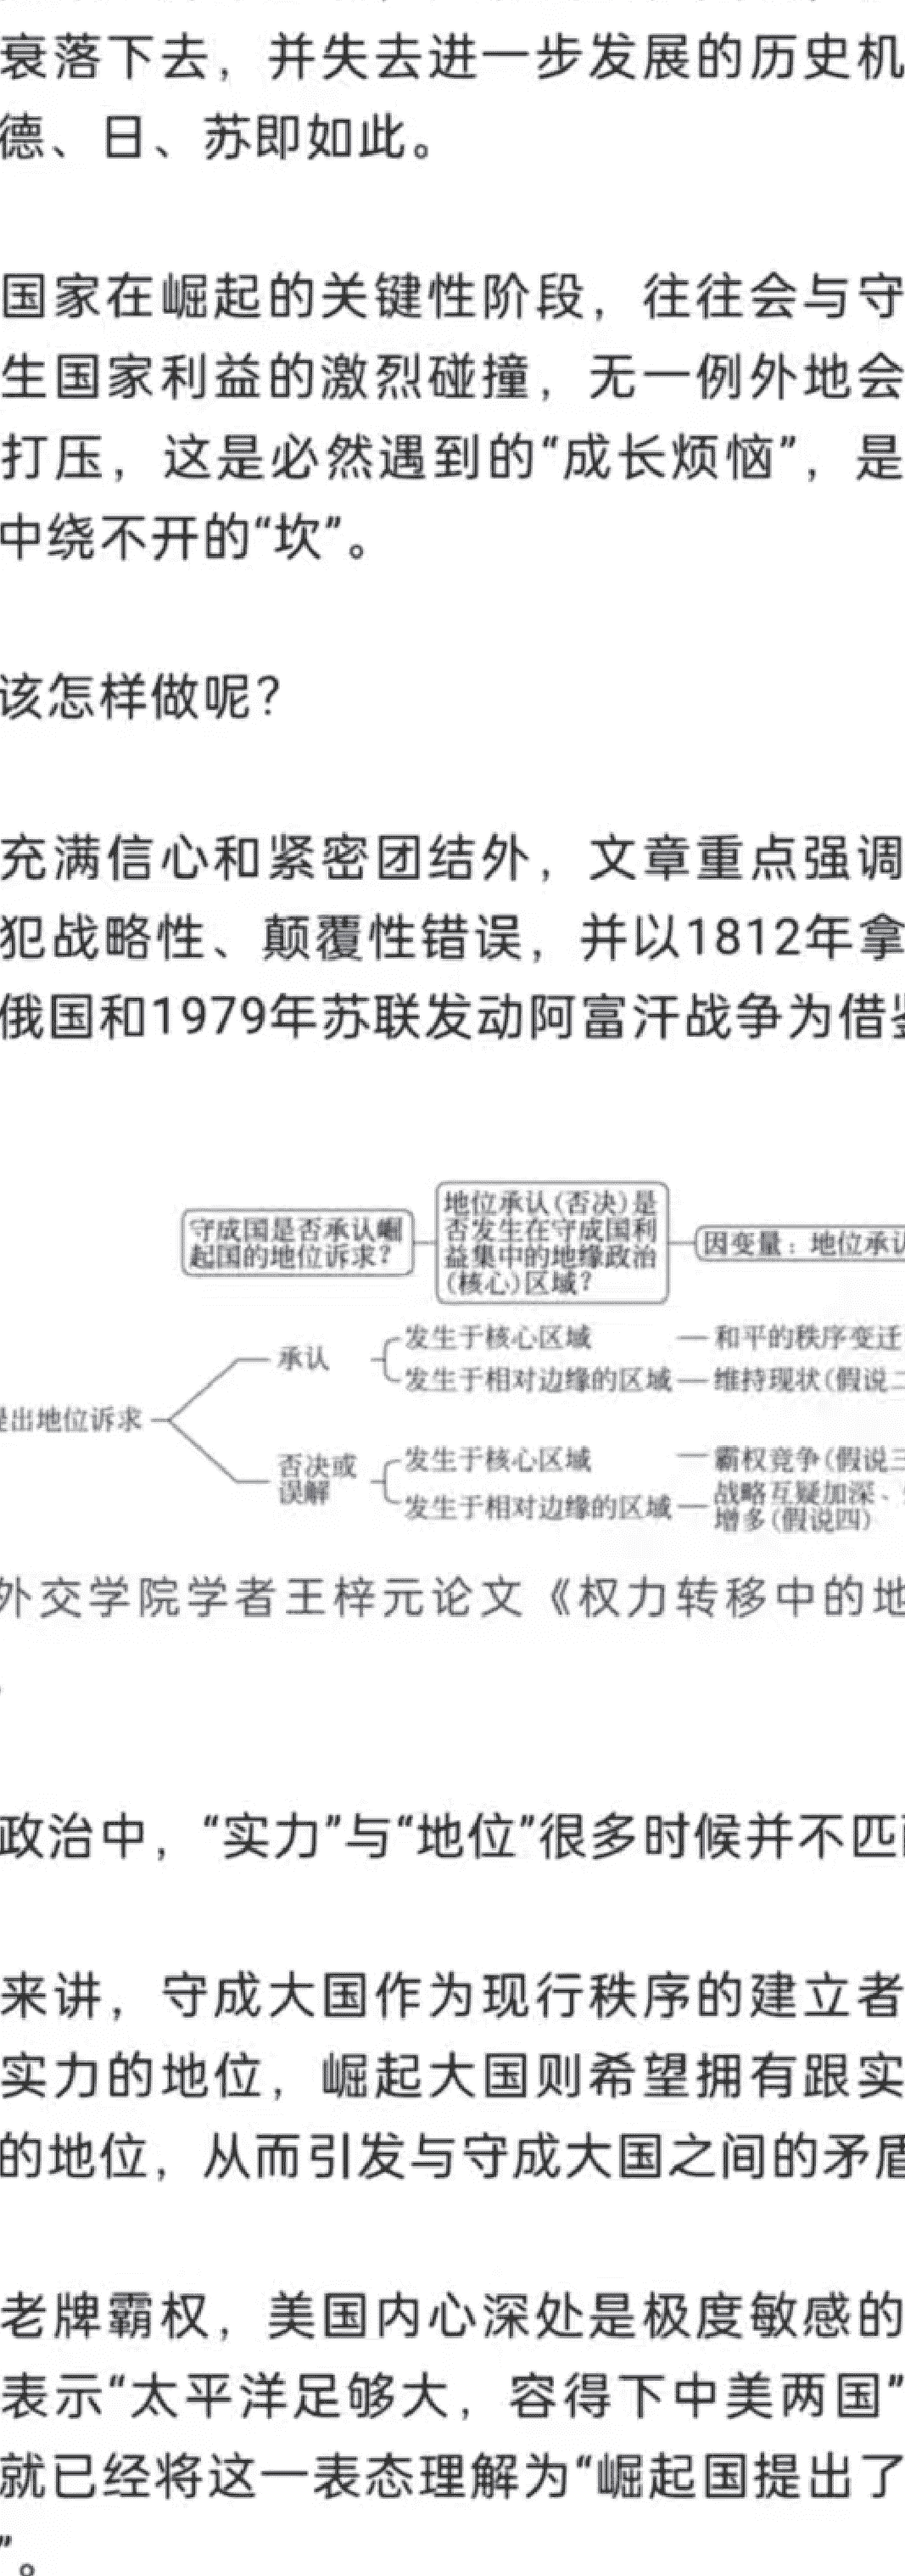 衰落下去，并失去进一步发展的历史机
德、日、苏即如此。
国家在崛起的关键性阶段，往往会与守
生国家利益的激烈碰撞，无一例外地会
打压，这是必然遇到的“成长烦恼”，是
中绕不开的“坎”。
该怎样做呢？
充满信心和紧密团结外，文章重点强调
犯战略性、颠覆性错误，并以1812年拿
俄国和1979年苏联发动阿富汗战争为借鉴
守成国是否承认崛
起国的地位诉求？
地位承认(否决)是
否发生在守成国利
益集中的地缘政治
(核心)区域？
因变量：地位承认
承认
发生于核心区域
和平的秩序变迁
发生于相对边缘的区域
维持现状(假说二
提出地位诉求
否决或
误解
发生于核心区域
霸权竞争(假说三
发生于相对边缘的区域
战略互疑加深、
增多(假说四)
外交学院学者王梓元论文《权力转移中的地
政治中，“实力”与“地位”很多时候并不匹配
来讲，守成大国作为现行秩序的建立者
实力的地位，崛起大国则希望拥有跟实
的地位，从而引发与守成大国之间的矛盾
老牌霸权，美国内心深处是极度敏感的
表示“太平洋足够大，容得下中美两国”
就已经将这一表态理解为“崛起国提出了
”。